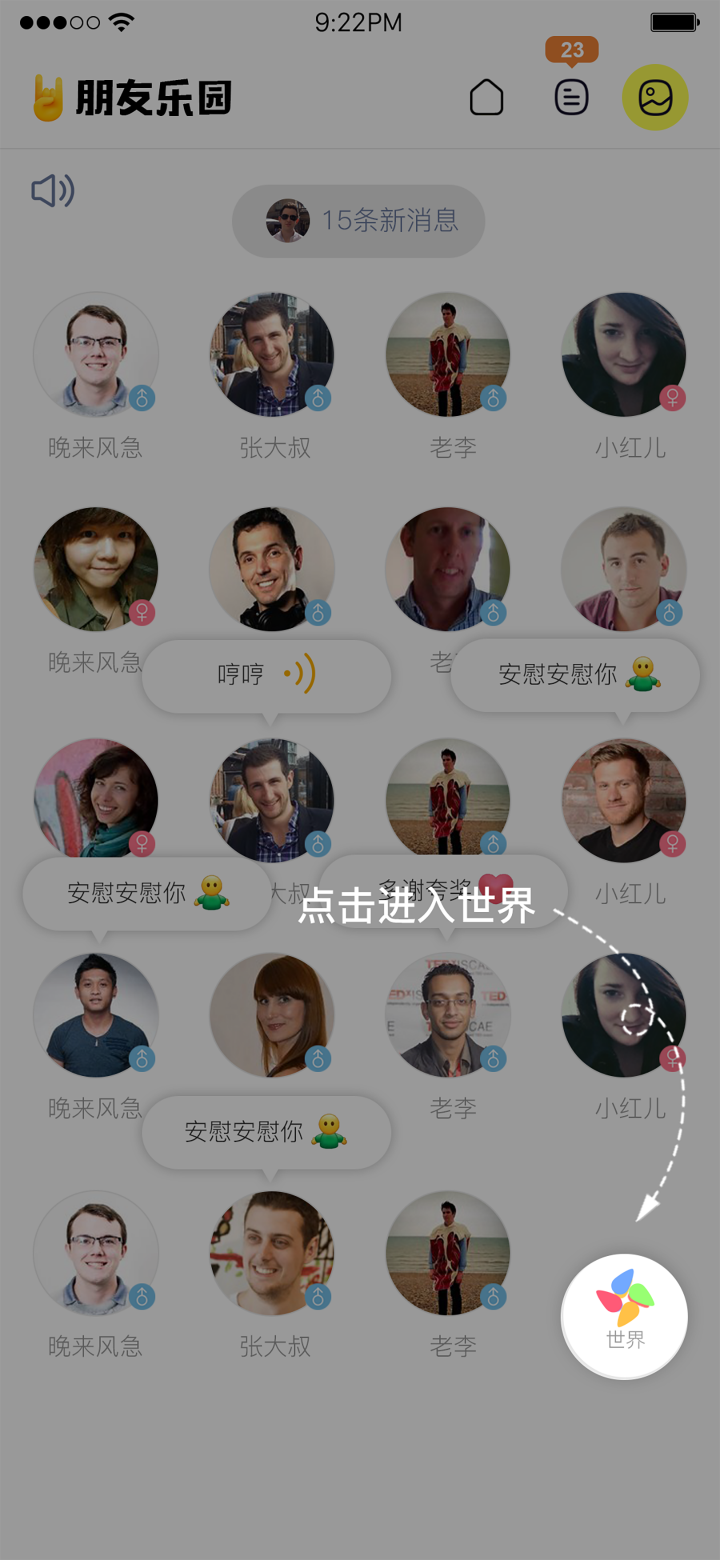 9:22PM
23
朋友乐园
15条新消息
晚来风急
张大叔
老李
小红儿
晚来风急
老
哼哼
安慰安慰你
安慰安慰你
大叔
多谢夸奖
小红儿
点击进入世界
TEDxISCAE
TED
晚来风急
老李
小红儿
安慰安慰你
世界
晚来风急
张大叔
老李